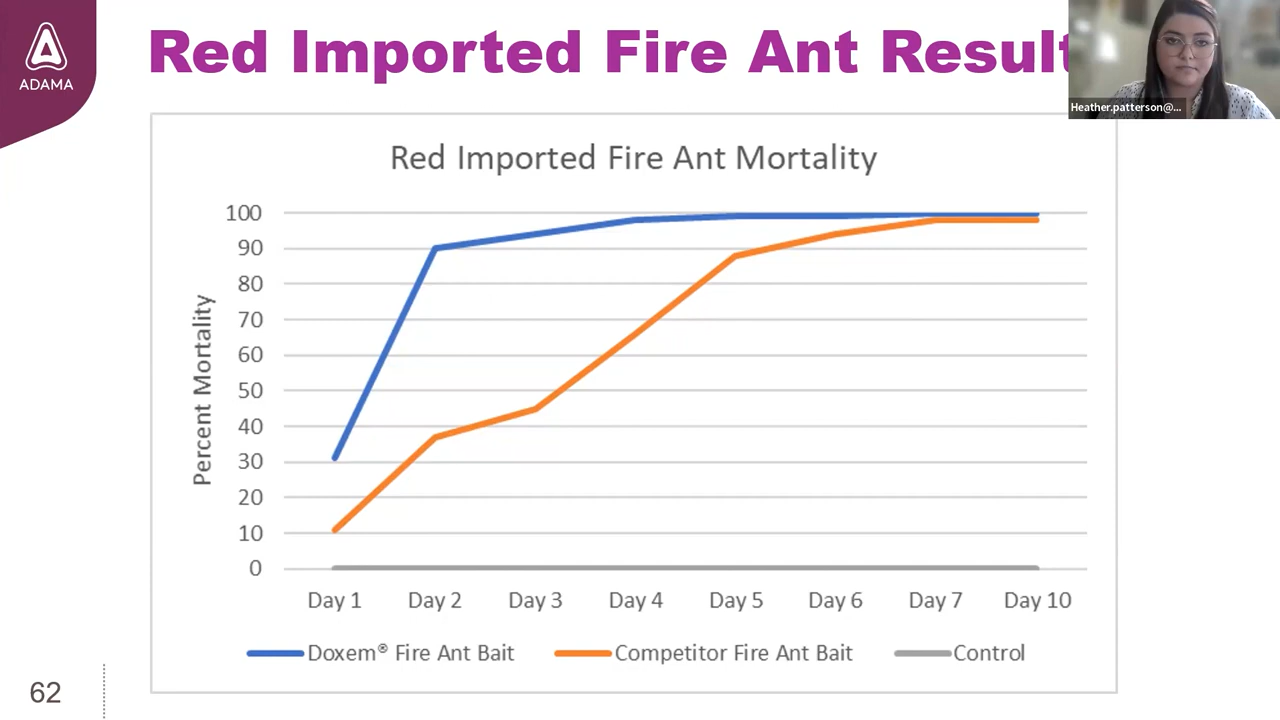 ADAMA
Red Imported Fire Ant Result
Heather.patterson@...
Red Imported Fire Ant Mortality
Percent Mortality
100
90
80
70
60
50
40
30
20
10
0
Day 1 Day 2 Day 3 Day 4 Day 5 Day 6 Day 7 Day 10
Doxem® Fire Ant Bait Competitor Fire Ant Bait Control
62